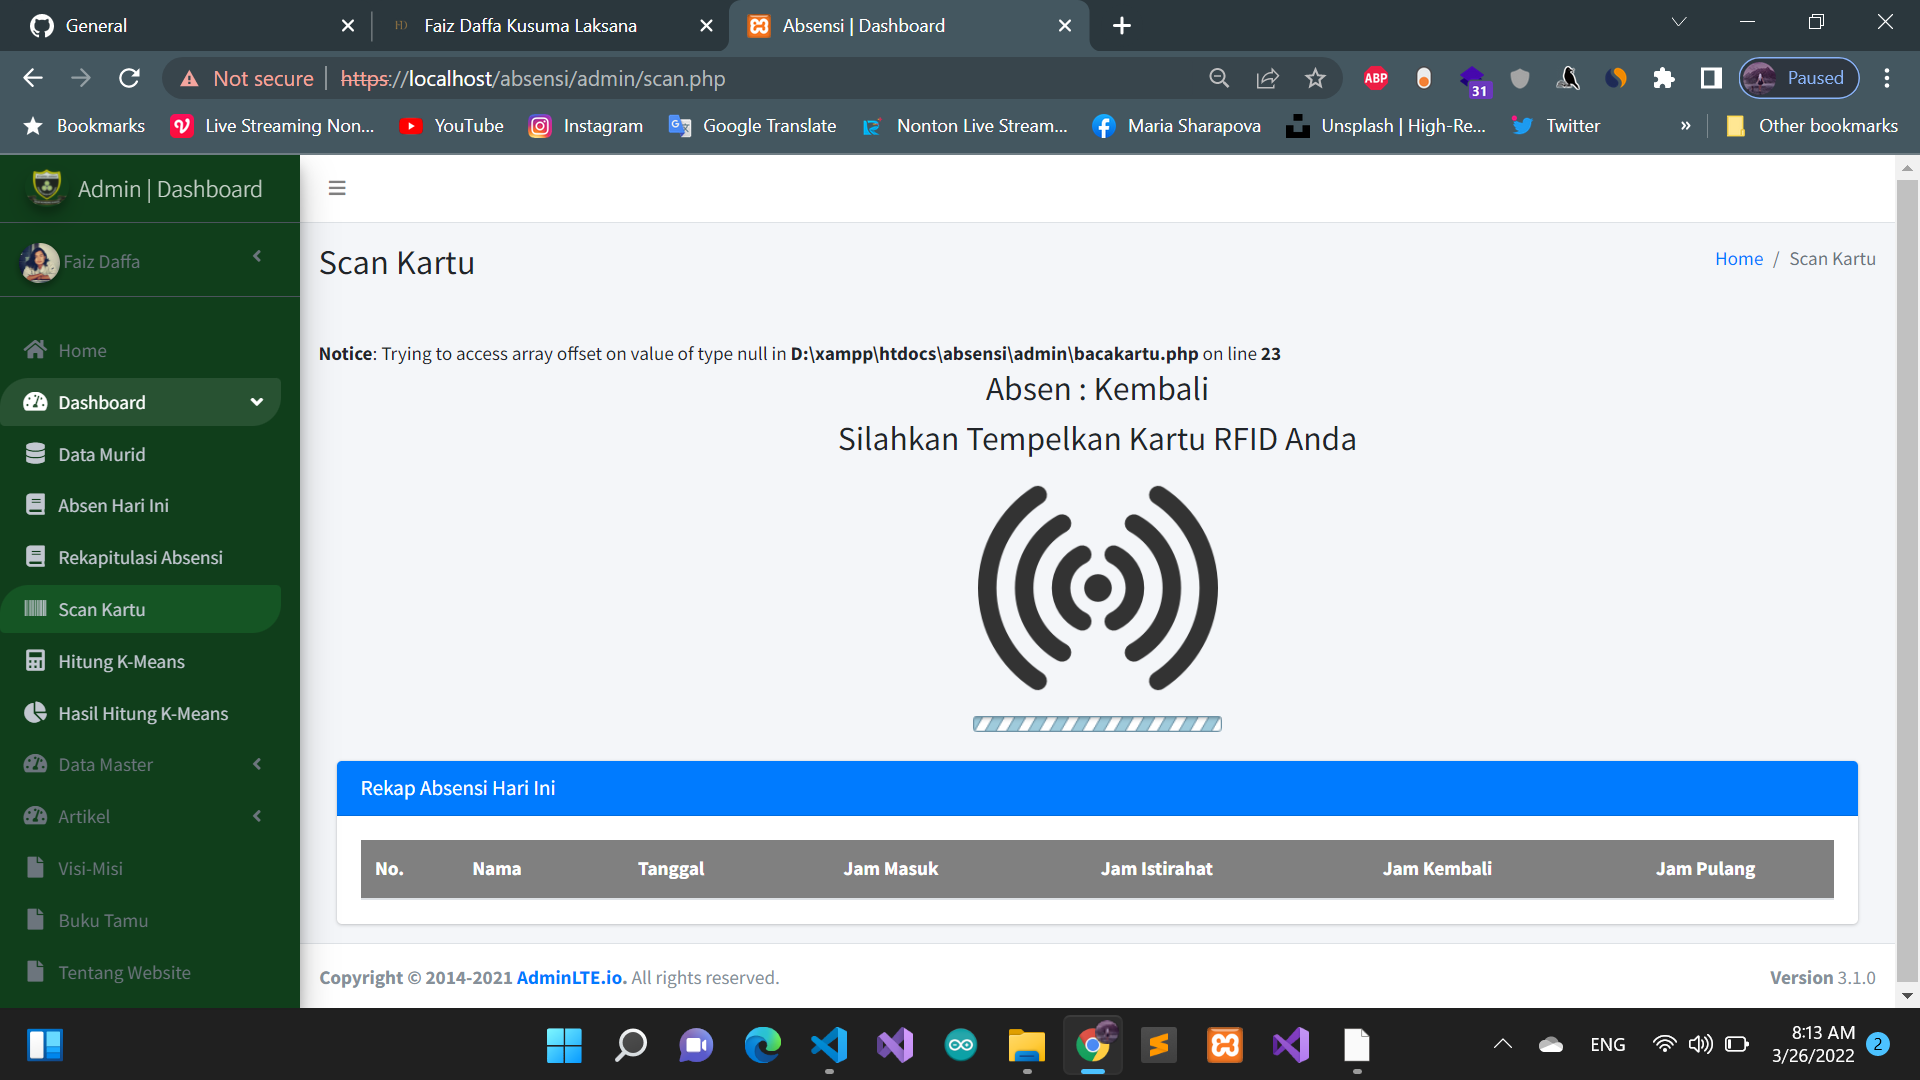 General
Faiz Daffa Kusuma Laksana
Absensi | Dashboard
Not secure
https://localhost/absensi/admin/scan.php
ABP
31
Paused
Bookmarks
Live Streaming Non...
YouTube
Instagram
Google Translate
Nonton Live Stream...
Maria Sharapova
Unsplash | High-Re...
Twitter
»
Other bookmarks
Admin | Dashboard
Faiz Daffa
Home
Dashboard
Data Murid
Absen Hari Ini
Rekapitulasi Absensi
Scan Kartu
Hitung K-Means
Hasil Hitung K-Means
Data Master
Artikel
Visi-Misi
Buku Tamu
Tentang Website
Scan Kartu
Home / Scan Kartu
Notice: Trying to access array offset on value of type null in D:\xampp\htdocs\absensi\admin\bacakartu.php on line 23
Absen : Kembali
Silahkan Tempelkan Kartu RFID Anda
Rekap Absensi Hari Ini
No. Nama Tanggal Jam Masuk Jam Istirahat Jam Kembali Jam Pulang
Copyright © 2014-2021 AdminLTE.io. All rights reserved.
Version 3.1.0
ENG
8:13 AM
3/26/2022
2